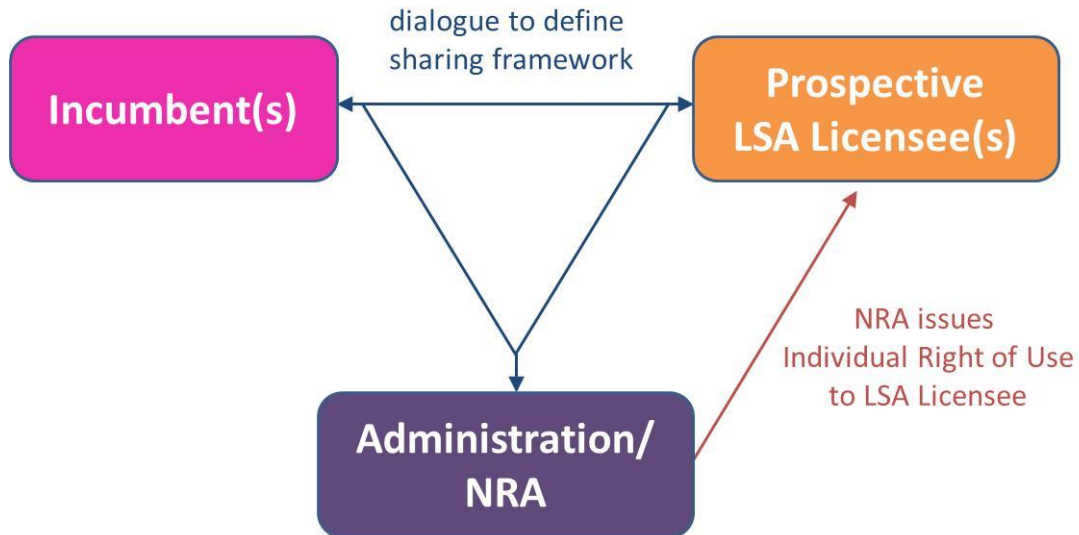 dialogue to define
sharing framework
Incumbent(s)
Prospective
LSA Licensee(s)
NRA issues
Individual Right of Use
to LSA Licensee
Administration/
NRA